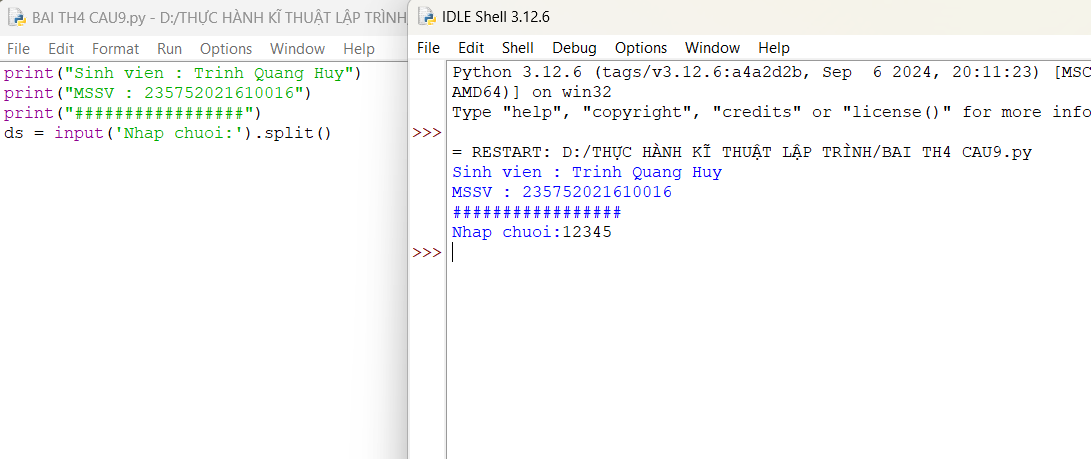 BAI TH4 CAU9.py - D:/THỰC HÀNH KĨ THUẬT LẬP TRÌNH/
File Edit Format Run Options Window Help
print("Sinh vien : Trinh Quang Huy")
print("MSSV : 235752021610016")
print("#################")
ds = input('Nhap chuoi:').split()
IDLE Shell 3.12.6
File Edit Shell Debug Options Window Help
Python 3.12.6 (tags/v3.12.6:a4a2d2b, Sep 6 2024, 20:11:23) [MSC
AMD64)] on win32
Type "help", "copyright", "credits" or "license()" for more info
>>>
= RESTART: D:/THỰC HÀNH KĨ THUẬT LẬP TRÌNH/BAI TH4 CAU9.py
Sinh vien : Trinh Quang Huy
MSSV : 235752021610016
#################
Nhap chuoi:12345
>>>